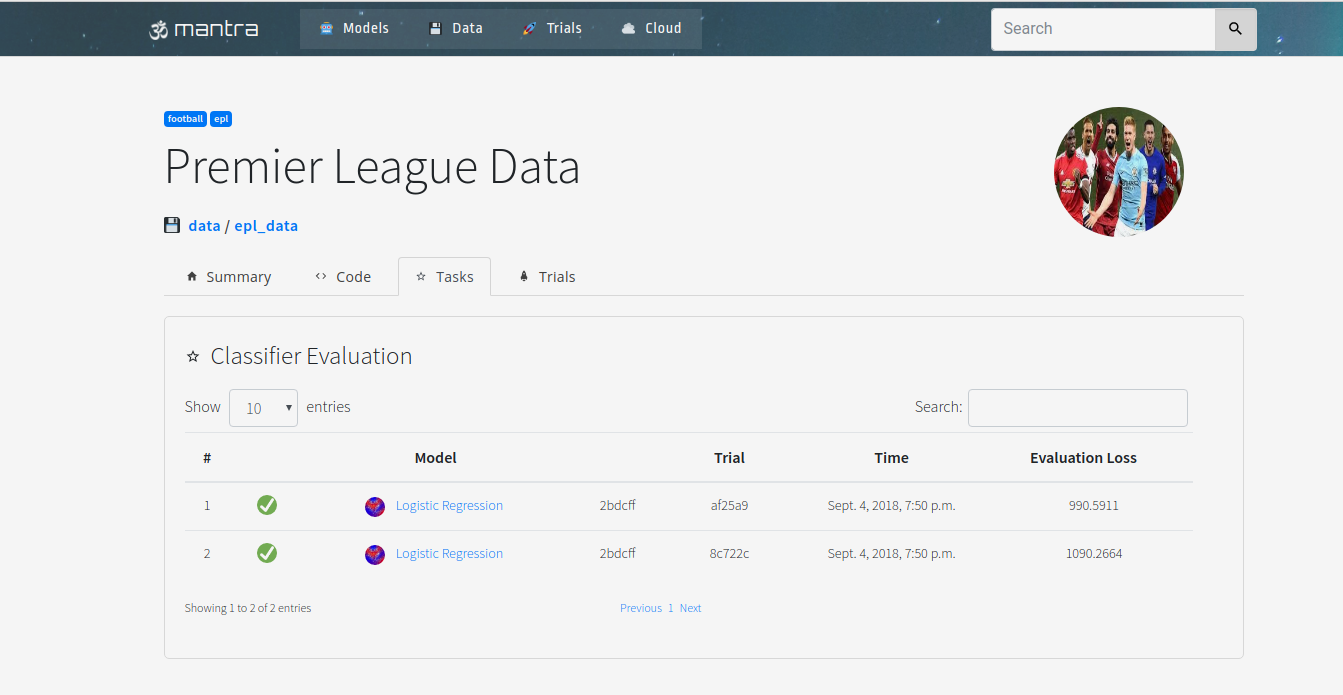 ॐ mantra Models Data Trials Cloud Search
football epl
Premier League Data
data / epl_data
Summary Code Tasks Trials
Classifier Evaluation
Show 10 entries Search:
# Model Trial Time Evaluation Loss
1 Logistic Regression 2bdcff af25a9 Sept. 4, 2018, 7:50 p.m. 990.5911
2 Logistic Regression 2bdcff 8c722c Sept. 4, 2018, 7:50 p.m. 1090.2664
Showing 1 to 2 of 2 entries Previous 1 Next